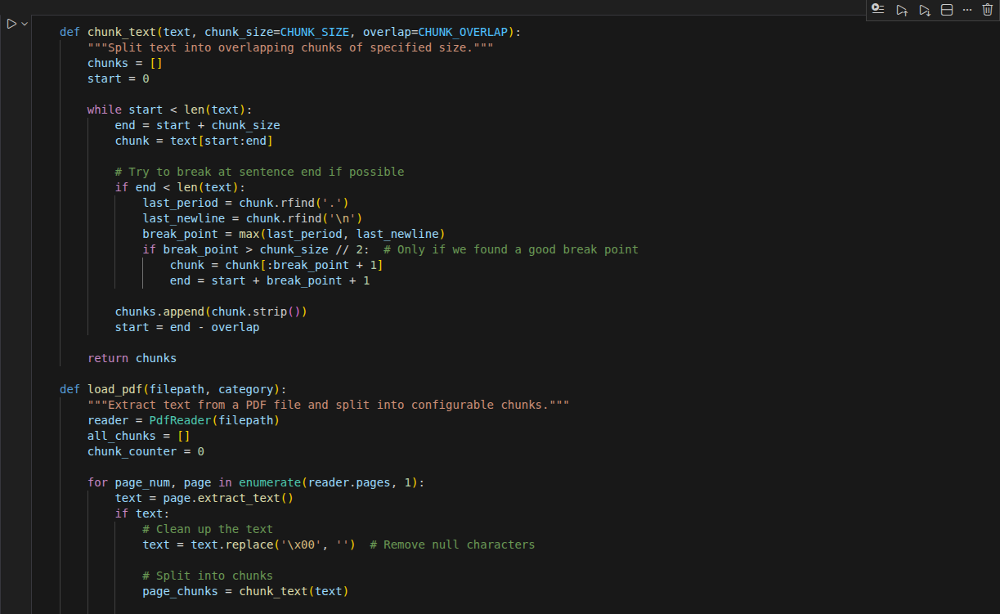 def chunk_text(text, chunk_size=CHUNK_SIZE, overlap=CHUNK_OVERLAP):
    """Split text into overlapping chunks of specified size."""
    chunks = []
    start = 0

    while start < len(text):
        end = start + chunk_size
        chunk = text[start:end]

        # Try to break at sentence end if possible
        if end < len(text):
            last_period = chunk.rfind('.')
            last_newline = chunk.rfind('\n')
            break_point = max(last_period, last_newline)
            if break_point > chunk_size // 2:  # Only if we found a good break point
                chunk = chunk[:break_point + 1]
                end = start + break_point + 1

        chunks.append(chunk.strip())
        start = end - overlap

    return chunks

def load_pdf(filepath, category):
    """Extract text from a PDF file and split into configurable chunks."""
    reader = PdfReader(filepath)
    all_chunks = []
    chunk_counter = 0

    for page_num, page in enumerate(reader.pages, 1):
        text = page.extract_text()
        if text:
            # Clean up the text
            text = text.replace('\x00', '')  # Remove null characters

            # Split into chunks
            page_chunks = chunk_text(text)